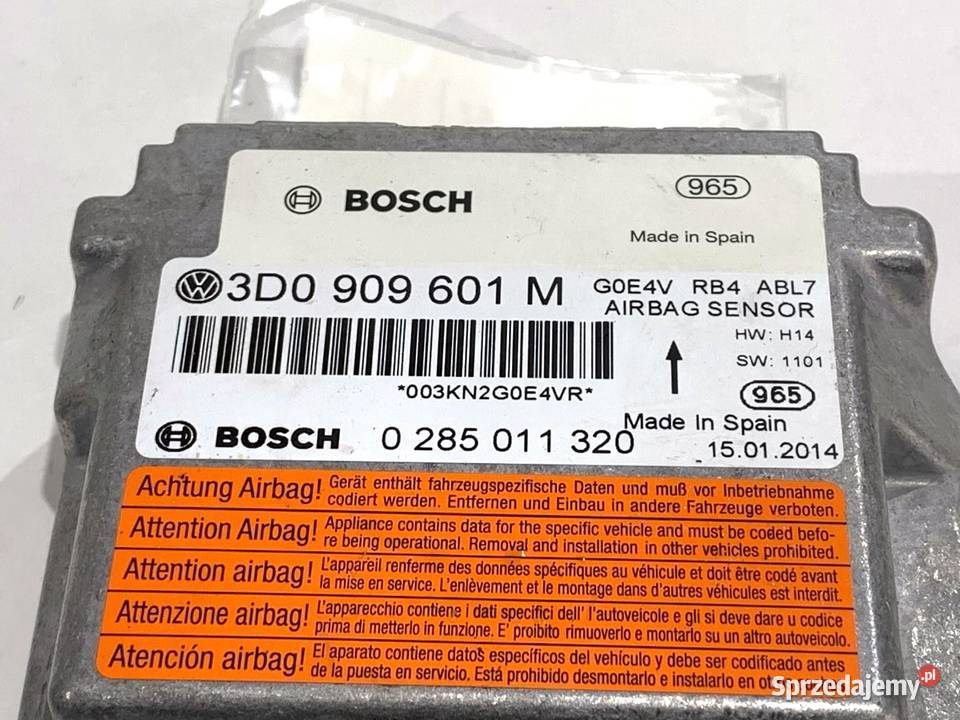 BOSCH
965
Made in Spain
3D0 909 601 M
G0E4V RB4 ABL7
AIRBAG SENSOR
HW: H14
SW: 1101
*003KN2G0E4VR*
965
BOSCH 0 285 011 320
Made In Spain
15.01.2014
Achtung Airbag! Gerät enthält fahrzeugspezifische Daten und muß vor Inbetriebnahme
codiert werden. Entfernen und Einbau in andere Fahrzeuge verboten.
Attention Airbag! Appliance contains data for the specific vehicle and must be coded befo-
re being operational. Removal and installation in other vehicles prohibited.
Attention airbag! L'appareil renferme des données spécifiques au véhicule et doit être codé avant
la mise en service. L'enlèvement et le montage dans d'autres véhicules est interdit.
Attenzione airbag! L'apparecchio contiene i dati specifici dell' l'autoveicolo e gli si deve dare u codice
prima di metterlo in funzione. E' proibito rimuoverlo e montarlo su un altro autoveicolo.
Atención airbag! El aparato contiene datos específicos del vehículo y debe ser codificado antes
de la puesta en servicio. Está prohibido desmontarlo e instalarlo en
Sprzedajemy.pl